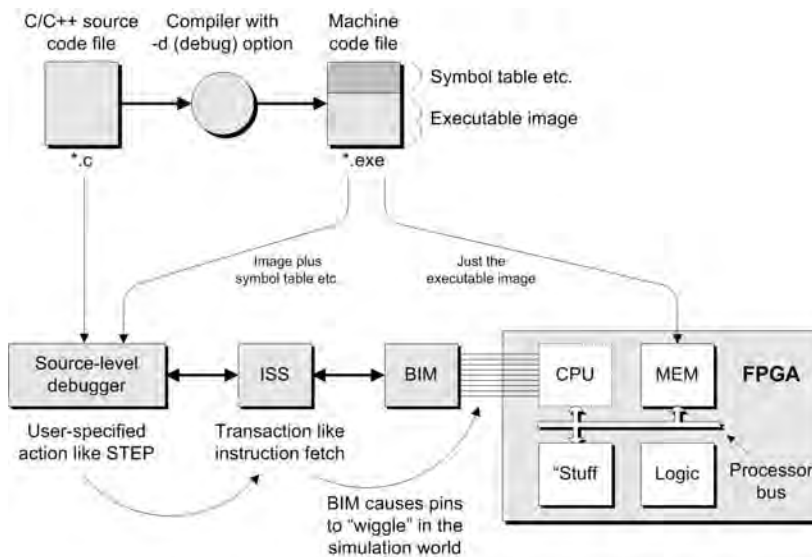 C/C++ source
code file
Compiler with
-d (debug) option
Machine
code file
Symbol table etc.
Executable image
*.c
*.exe
Image plus
symbol table etc.
Just the
executable image
Source-level
debugger
ISS
BIM
CPU
MEM
FPGA
User-specified
action like STEP
Transaction like
instruction fetch
"Stuff
Logic
Processor
bus
BIM causes pins
to "wiggle" in the
simulation world